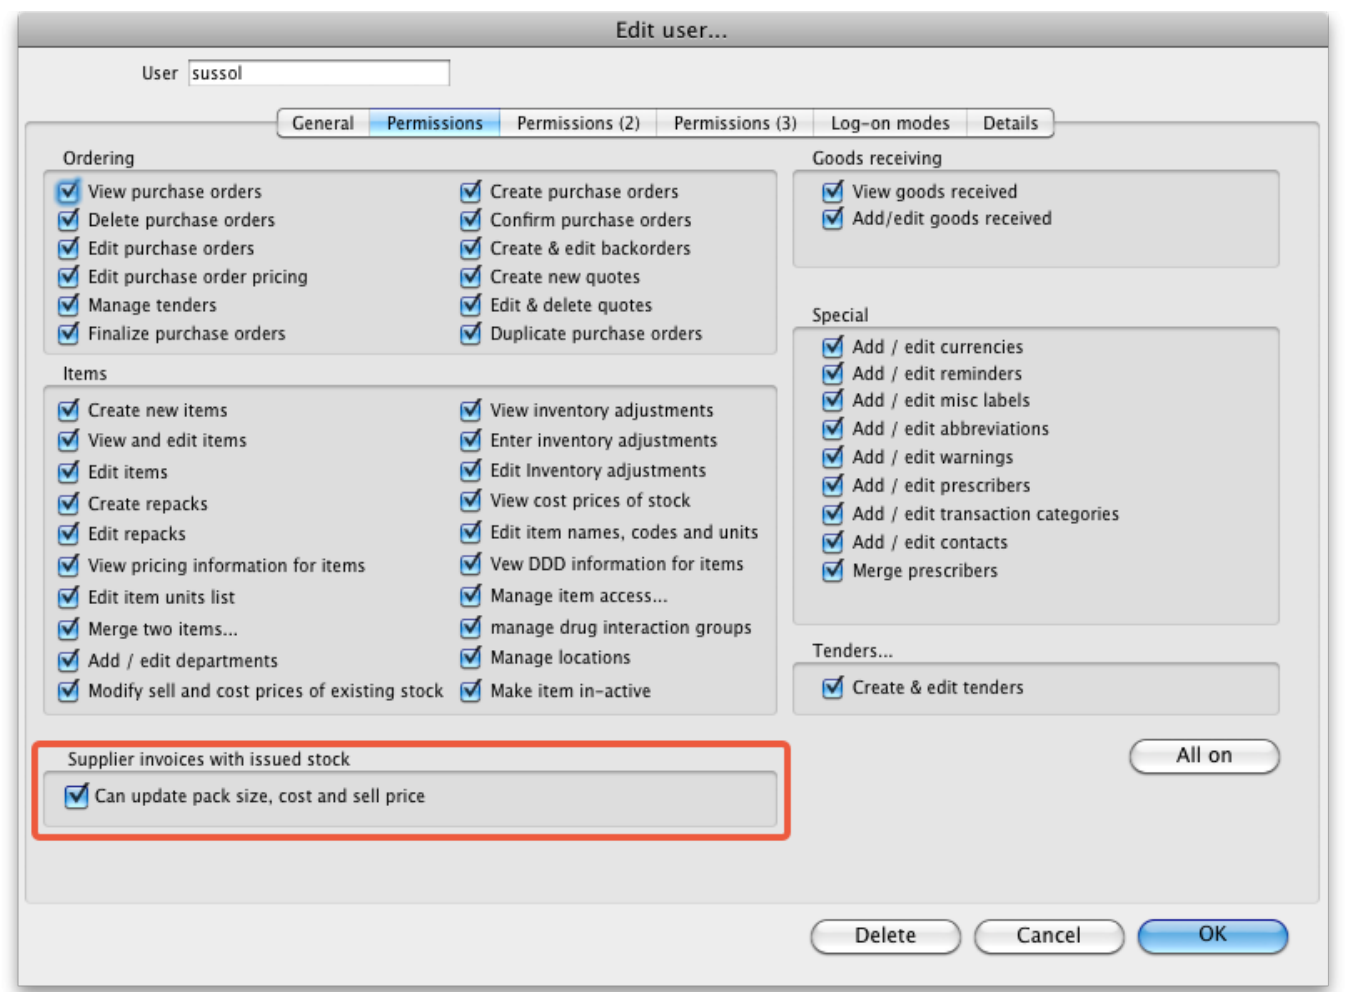 Edit user...
User sussol
General Permissions Permissions (2) Permissions (3) Log-on modes Details
Ordering
View purchase orders
Delete purchase orders
Edit purchase orders
Edit purchase order pricing
Manage tenders
Finalize purchase orders
Create purchase orders
Confirm purchase orders
Create & edit backorders
Create new quotes
Edit & delete quotes
Duplicate purchase orders
Items
Create new items
View and edit items
Edit items
Create repacks
Edit repacks
View pricing information for items
Edit item units list
Merge two items...
Add / edit departments
Modify sell and cost prices of existing stock
View inventory adjustments
Enter inventory adjustments
Edit Inventory adjustments
View cost prices of stock
Edit item names, codes and units
Vew DDD information for items
Manage item access...
manage drug interaction groups
Manage locations
Make item in-active
Supplier invoices with issued stock
Can update pack size, cost and sell price
Goods receiving
View goods received
Add/edit goods received
Special
Add / edit currencies
Add / edit reminders
Add / edit misc labels
Add / edit abbreviations
Add / edit warnings
Add / edit prescribers
Add / edit transaction categories
Add / edit contacts
Merge prescribers
Tenders...
Create & edit tenders
All on
Delete Cancel OK